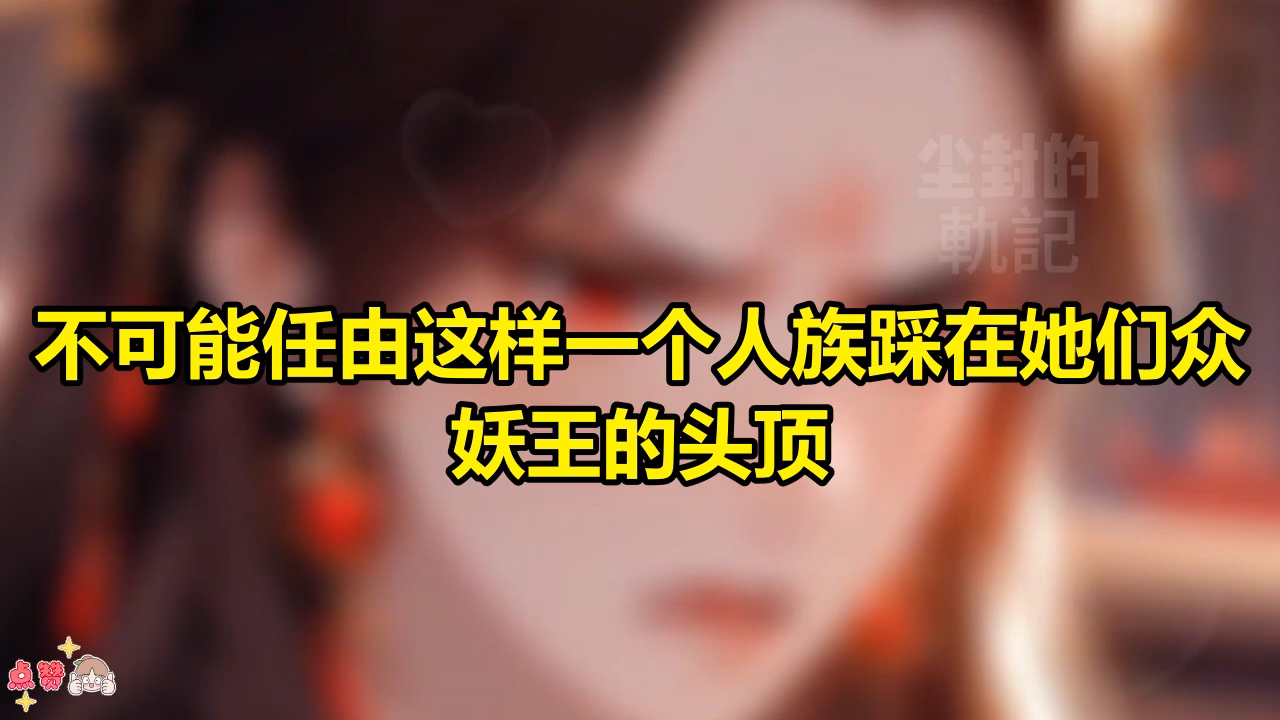 尘封的
軌記
不可能任由这样一个人族踩在她们众
妖王的头顶
点赞